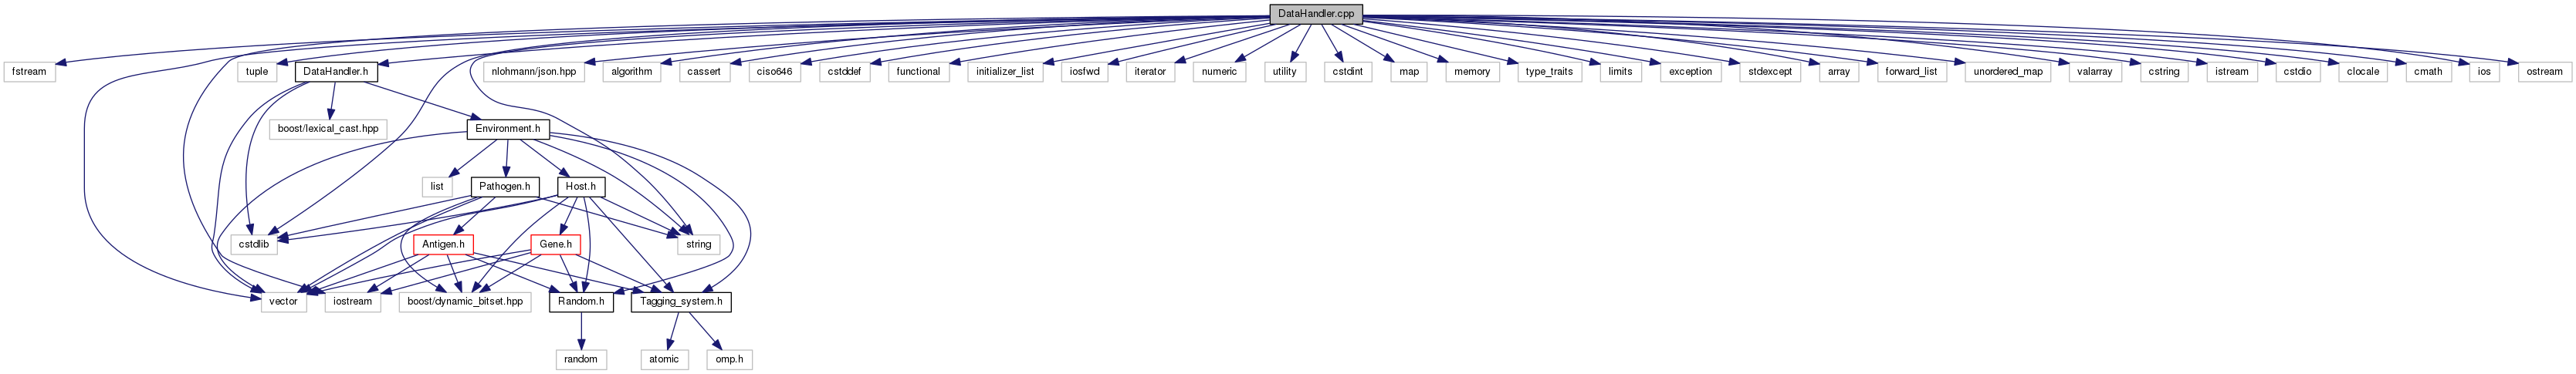 DataHandler.cpp
fstream
tuple
DataHandler.h
nlohmann/json.hpp
algorithm
cassert
ciso646
cstddef
functional
initializer_list
iosfwd
iterator
numeric
utility
cstdint
map
memory
type_traits
limits
exception
stdexcept
array
forward_list
unordered_map
valarray
cstring
istream
cstdio
clocale
cmath
ios
ostream
boost/lexical_cast.hpp
Environment.h
list
Pathogen.h
Host.h
cstdlib
Antigen.h
Gene.h
string
vector
iostream
boost/dynamic_bitset.hpp
Random.h
Tagging_system.h
random
atomic
omp.h